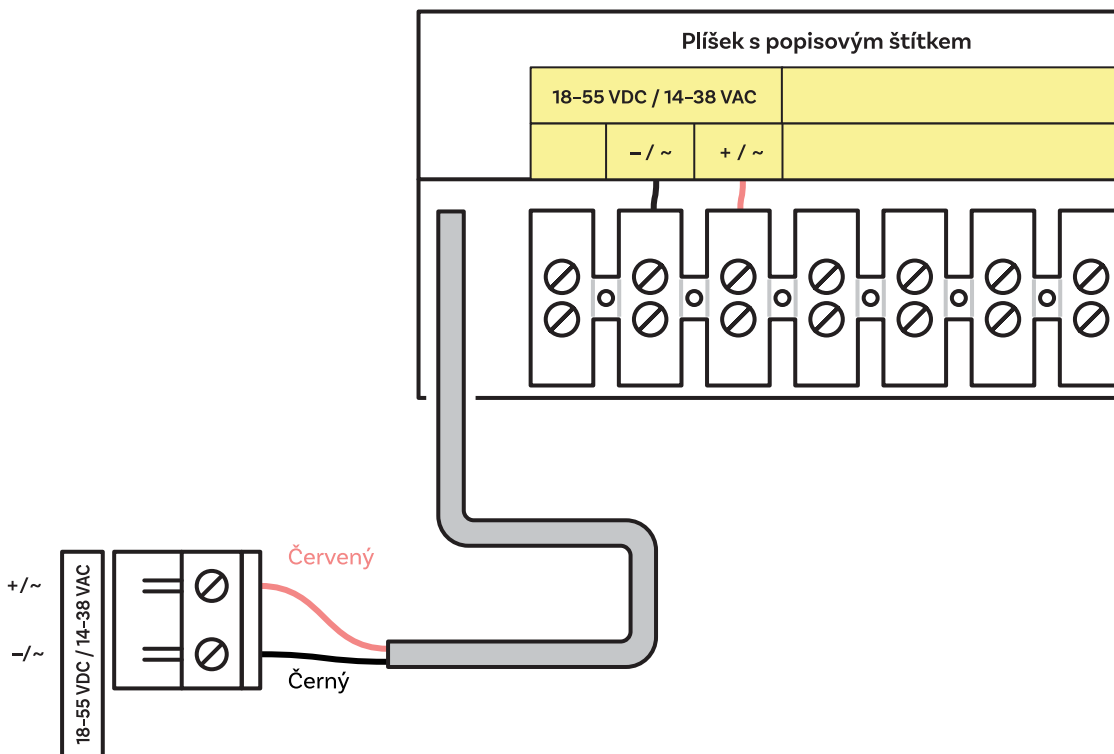 Plíšek s popisovým štítkem
18–55 VDC / 14–38 VAC
– / ~
+ / ~
Červený
+/~
18–55 VDC / 14–38 VAC
–/~
Černý